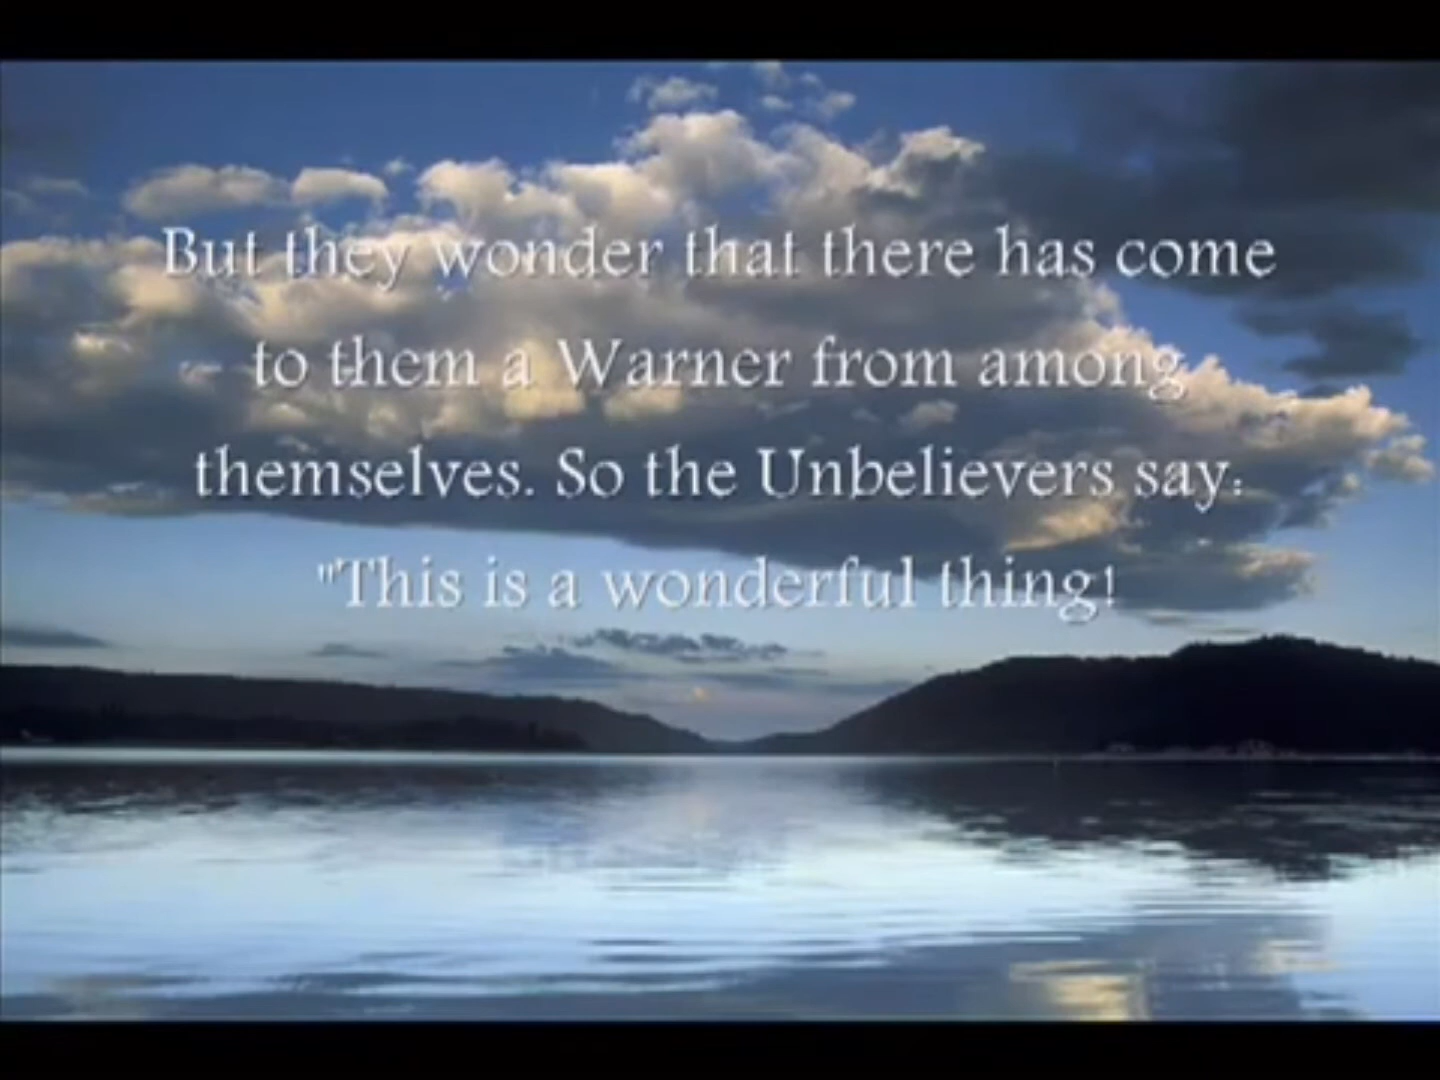 But they wonder that there has come
to them a Warner from among
themselves. So the Unbelievers say:
"This is a wonderful thing!